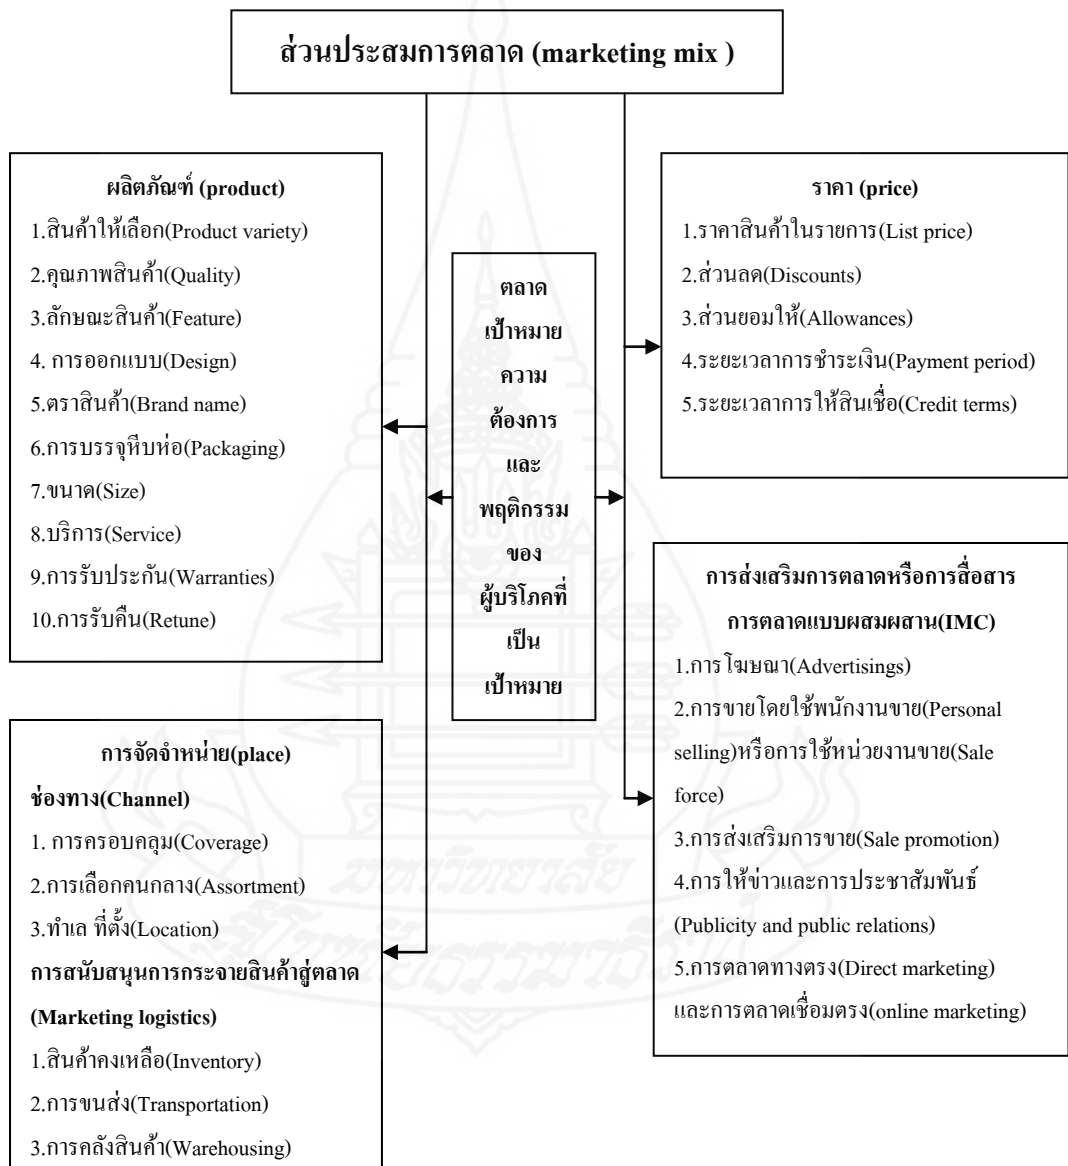 ส่วนประสมการตลาด (marketing mix )
ผลิตภัณฑ์ (product)
1.สินค้าให้เลือก(Product variety)
2.คุณภาพสินค้า(Quality)
3.ลักษณะสินค้า(Feature)
4. การออกแบบ(Design)
5.ตราสินค้า(Brand name)
6.การบรรจุหีบห่อ(Packaging)
7.ขนาด(Size)
8.บริการ(Service)
9.การรับประกัน(Warranties)
10.การรับคืน(Retune)
ตลาด
เป้าหมาย
ความ
ต้องการ
และ
พฤติกรรม
ของ
ผู้บริโภคที่
เป็น
เป้าหมาย
ราคา (price)
1.ราคาสินค้าในรายการ(List price)
2.ส่วนลด(Discounts)
3.ส่วนยอมให้(Allowances)
4.ระยะเวลาการชำระเงิน(Payment period)
5.ระยะเวลาการให้สินเชื่อ(Credit terms)
การจัดจำหน่าย(place)
ช่องทาง(Channel)
1. การครอบคลุม(Coverage)
2.การเลือกคนกลาง(Assortment)
3.ทำเล ที่ตั้ง(Location)
การสนับสนุนการกระจายสินค้าสู่ตลาด
(Marketing logistics)
1.สินค้าคงเหลือ(Inventory)
2.การขนส่ง(Transportation)
3.การคลังสินค้า(Warehousing)
การส่งเสริมการตลาดหรือการสื่อสาร
การตลาดแบบผสมผสาน(IMC)
1.การโฆษณา(Advertisings)
2.การขายโดยใช้พนักงานขาย(Personal
selling)หรือการใช้หน่วยงานขาย(Sale
force)
3.การส่งเสริมการขาย(Sale promotion)
4.การให้ข่าวและการประชาสัมพันธ์
(Publicity and public relations)
5.การตลาดทางตรง(Direct marketing)
และการตลาดเชื่อมตรง(online marketing)
มหาวิทยาลัย
สุโขทัยธรรมาธิราช